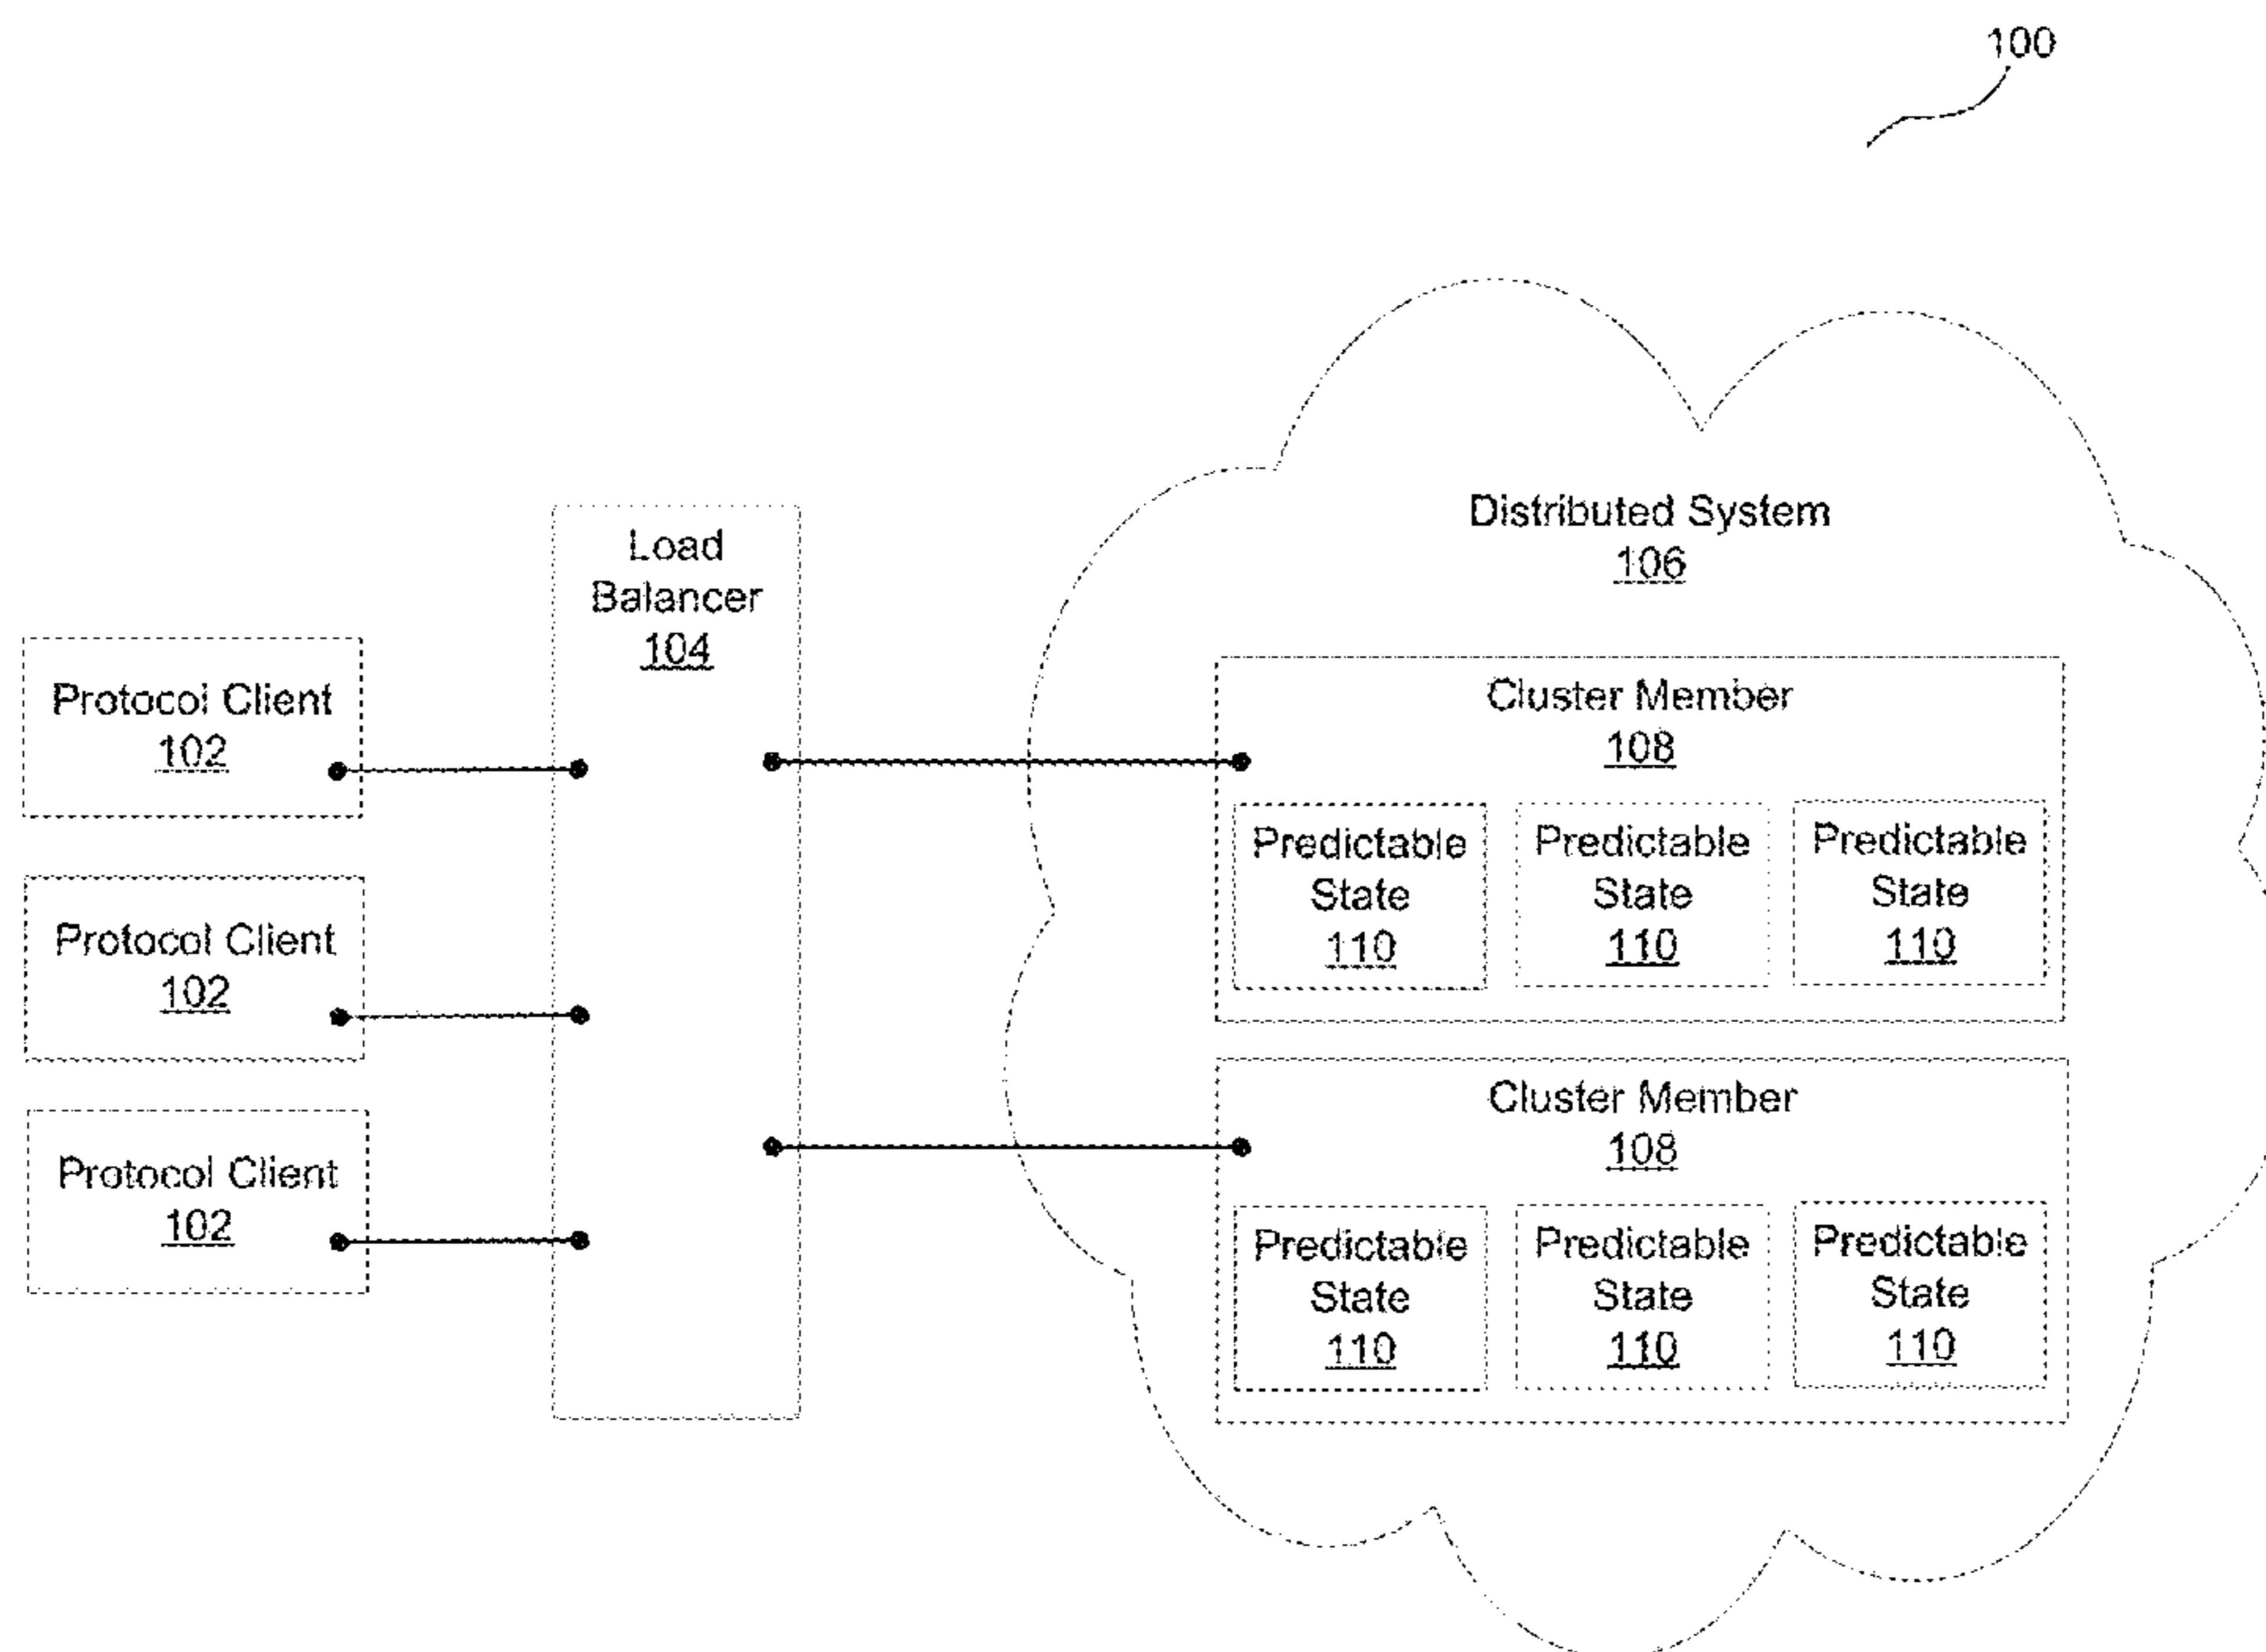 100
Distributed System
106
Load
Balancer
104
Protocol Client
102
Protocol Client
102
Protocol Client
102
Cluster Member
108
Predictable
State
110
Predictable
State
110
Predictable
State
110
Cluster Member
108
Predictable
State
110
Predictable
State
110
Predictable
State
110